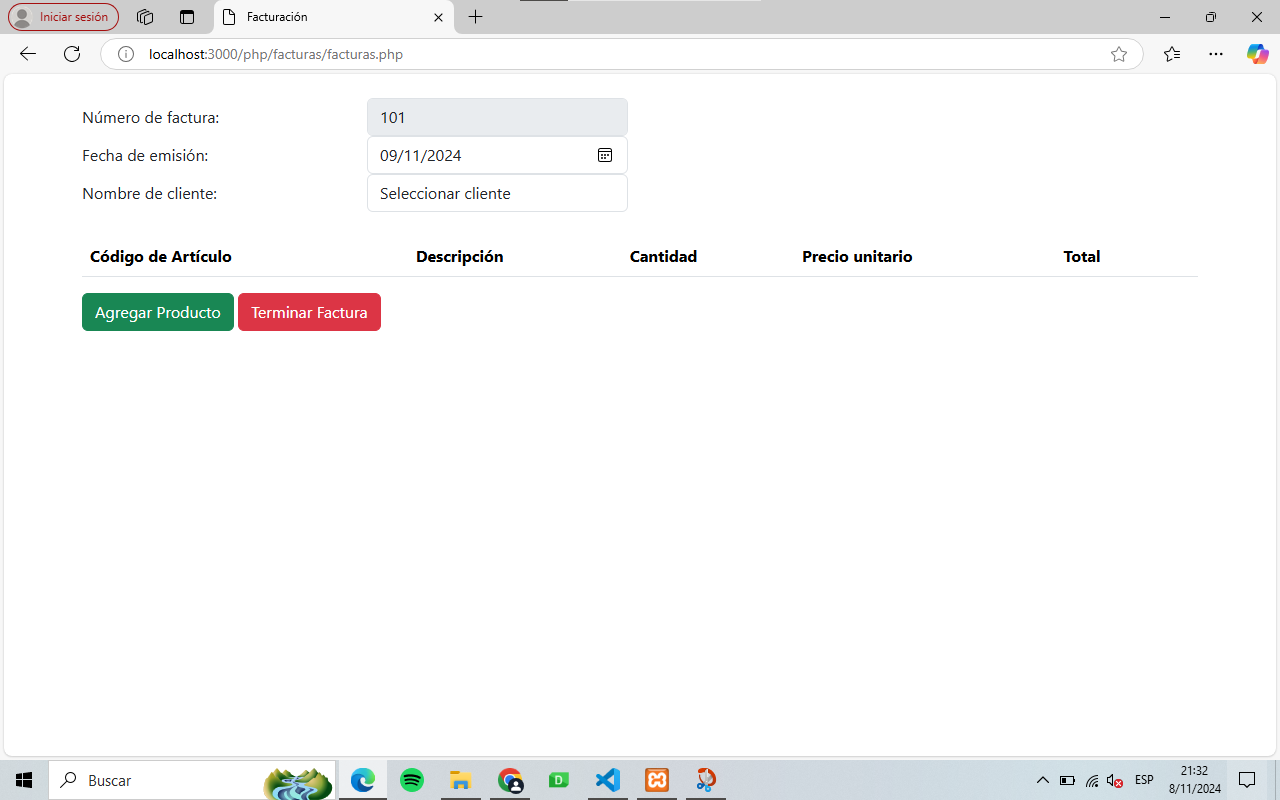 Iniciar sesión
Facturación
localhost:3000/php/facturas/facturas.php
Número de factura:
101
Fecha de emisión:
09/11/2024
Nombre de cliente:
Seleccionar cliente
Código de Artículo Descripción Cantidad Precio unitario Total
Agregar Producto Terminar Factura
Buscar
D
ESP
21:32
8/11/2024